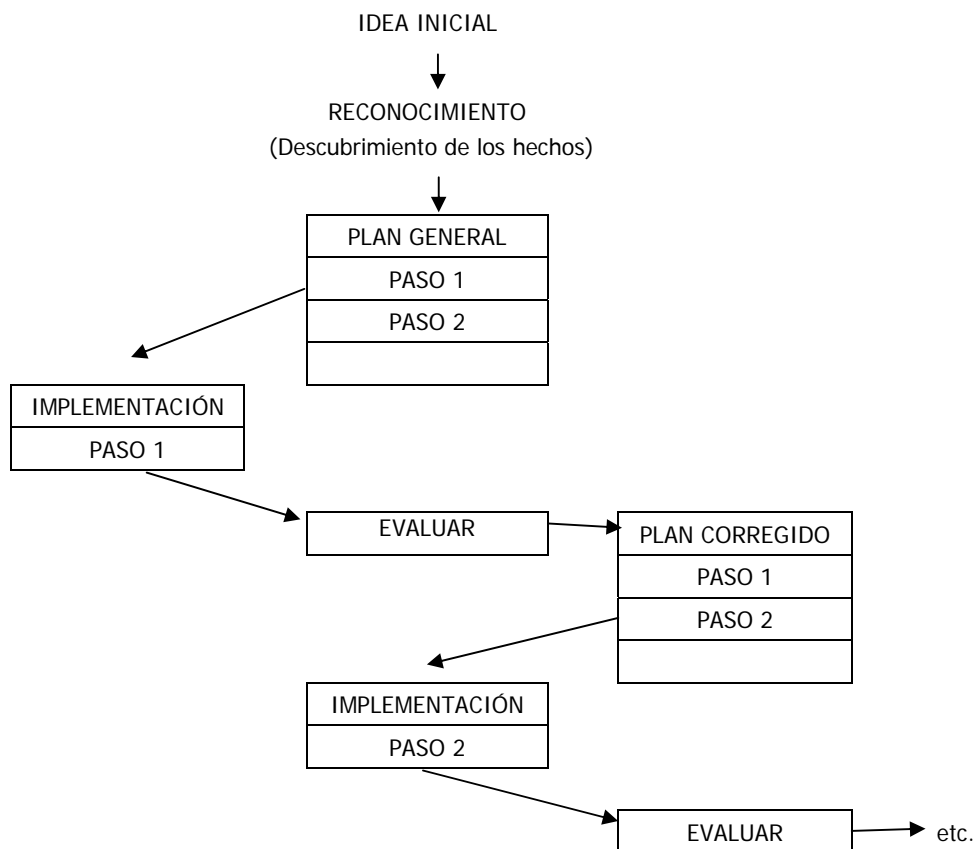 IDEA INICIAL
RECONOCIMIENTO
(Descubrimiento de los hechos)
PLAN GENERAL
PASO 1
PASO 2
IMPLEMENTACIÓN
PASO 1
EVALUAR
PLAN CORREGIDO
PASO 1
PASO 2
IMPLEMENTACIÓN
PASO 2
EVALUAR
etc.